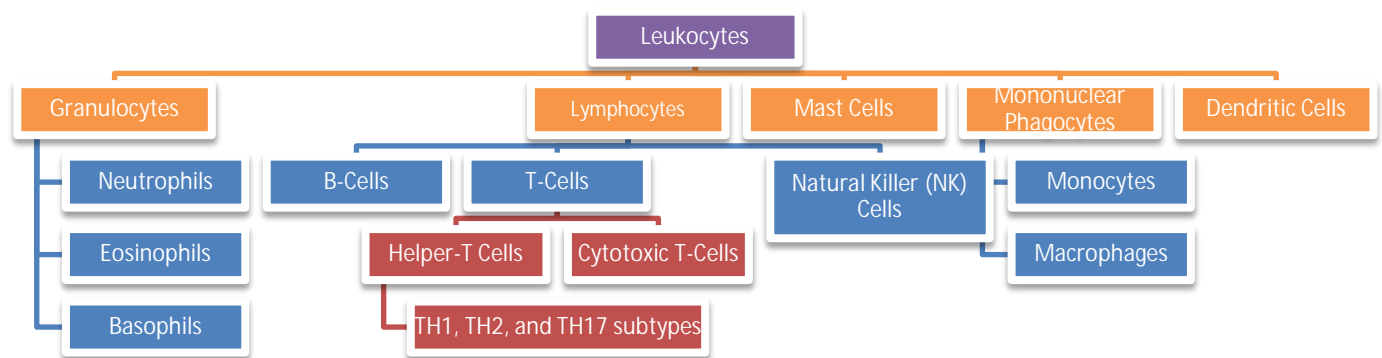 Leukocytes
Granulocytes
Lymphocytes
Mast Cells
Mononuclear
Phagocytes
Dendritic Cells
Neutrophils
B-Cells
T-Cells
Natural Killer (NK)
Cells
Monocytes
Eosinophils
Helper-T Cells
Cytotoxic T-Cells
Macrophages
Basophils
TH1, TH2, and TH17 subtypes